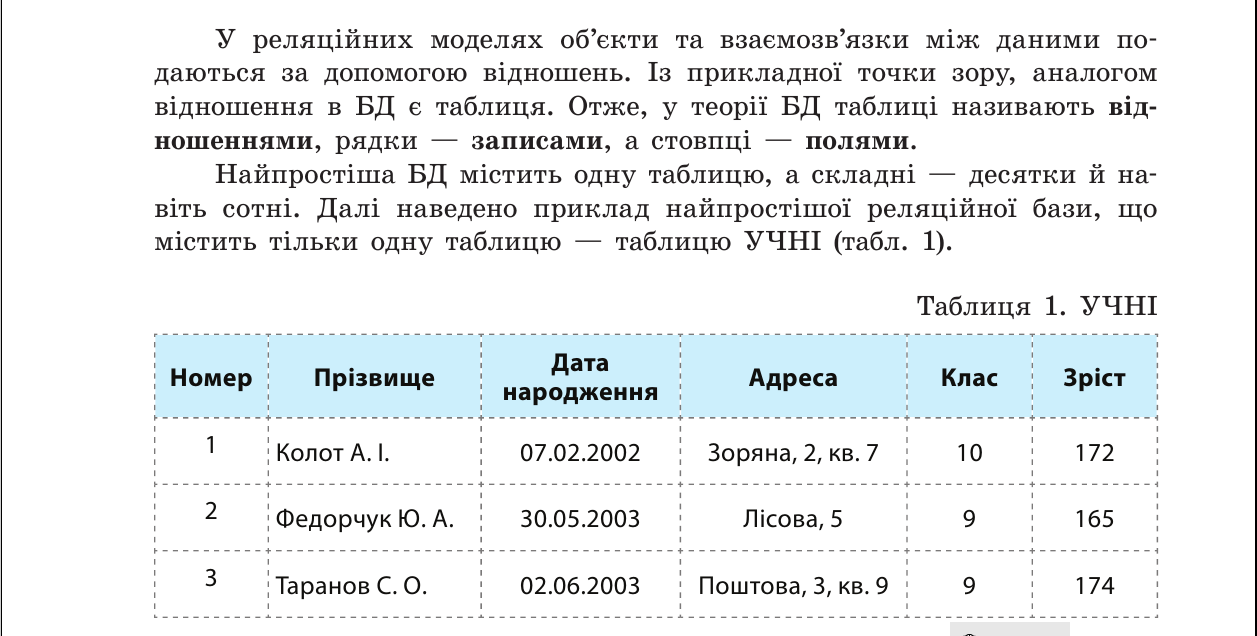 У реляційних моделях об’єкти та взаємозв’язки між даними по-
даються за допомогою відношень. Із прикладної точки зору, аналогом
відношення в БД є таблиця. Отже, у теорії БД таблиці називають від-
ношеннями, рядки — записами, а стовпці — полями.
Найпростіша БД містить одну таблицю, а складні — десятки й на-
віть сотні. Далі наведено приклад найпростішої реляційної бази, що
містить тільки одну таблицю — таблицю УЧНІ (табл. 1).
Таблиця 1. УЧНІ
Номер Прізвище Дата народження Адреса Клас Зріст
1 Колот А. І. 07.02.2002 Зоряна, 2, кв. 7 10 172
2 Федорчук Ю. А. 30.05.2003 Лісова, 5 9 165
3 Таранов С. О. 02.06.2003 Поштова, 3, кв. 9 9 174